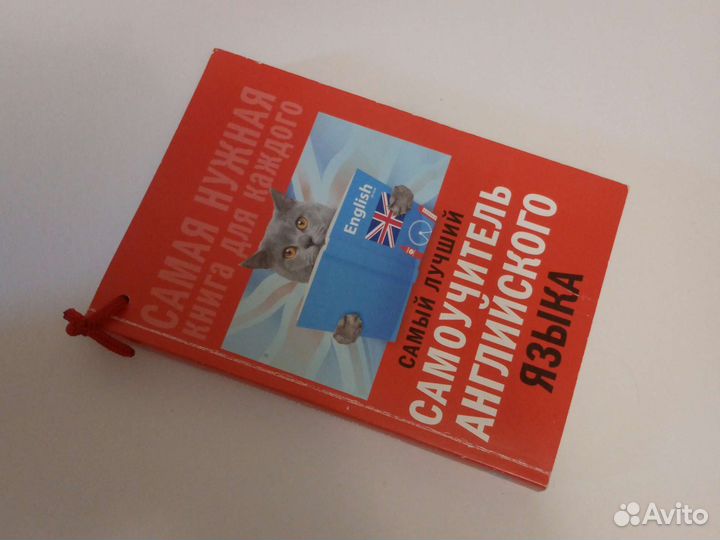 САМАЯ НУЖНАЯ
КНИГА ДЛЯ КАЖДОГО
English
САМЫЙ ЛУЧШИЙ
САМОУЧИТЕЛЬ
АНГЛИЙСКОГО
ЯЗЫКА
Avito